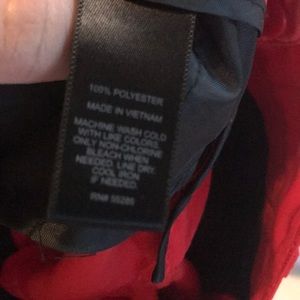 100% POLYESTER
MADE IN VIETNAM
MACHINE WASH COLD
WITH LIKE COLORS.
ONLY NON-CHLORINE
BLEACH WHEN
NEEDED. LINE DRY.
COOL IRON
IF NEEDED.
RN#